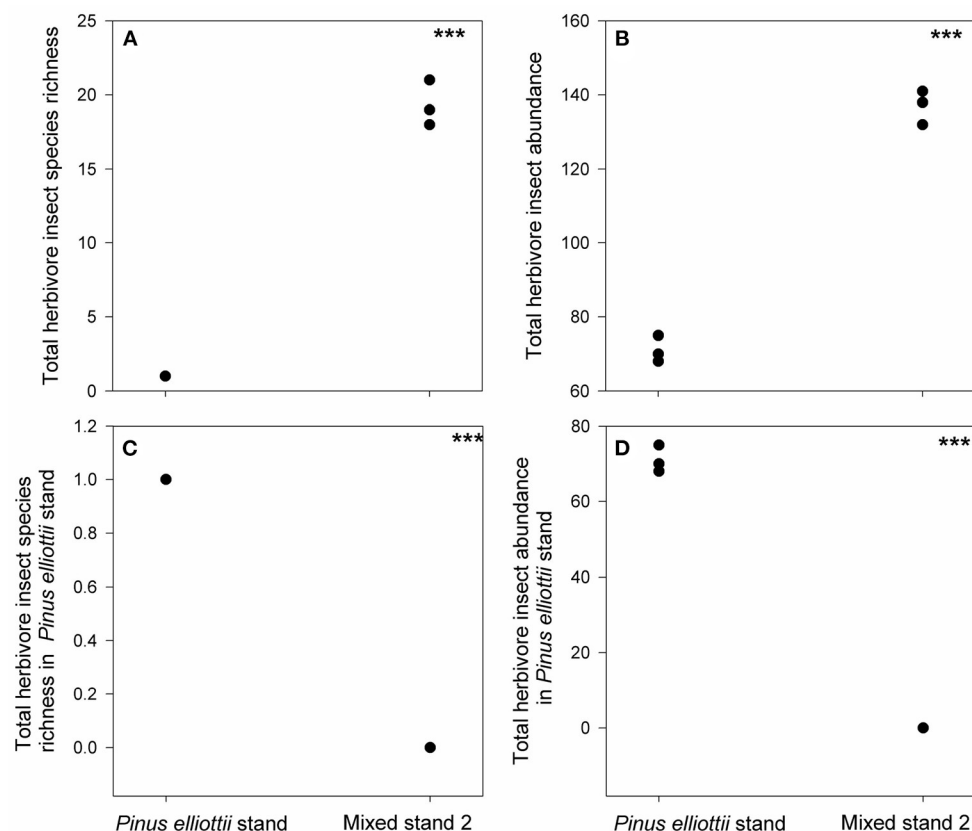 A
***
Total herbivore insect species richness
25
20
15
10
5
0
B
***
Total herbivore insect abundance
160
140
120
100
80
60
C
***
Total herbivore insect species
richness in Pinus elliottii stand
1.2
1.0
0.8
0.6
0.4
0.2
0.0
Pinus elliottii stand
Mixed stand 2
D
***
Total herbivore insect abundance
in Pinus elliottii stand
80
60
40
20
0
Pinus elliottii stand
Mixed stand 2